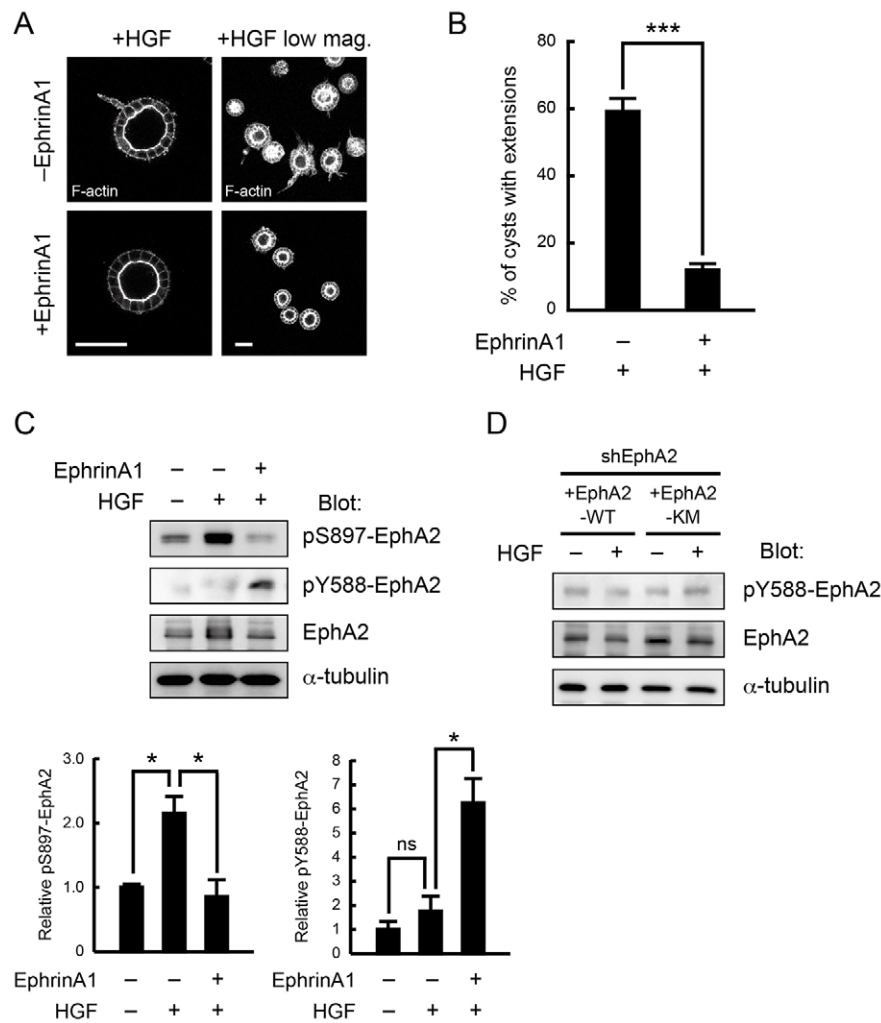 A
+HGF
+HGF low mag.
–EphrinA1
F-actin
F-actin
+EphrinA1
B
% of cysts with extensions
80
60
40
20
0
***
EphrinA1 – +
HGF + +
C
EphrinA1 – – +
HGF – + + Blot:
pS897-EphA2
pY588-EphA2
EphA2
α-tubulin
Relative pS897-EphA2
3.0
2.0
1.0
0
* *
EphrinA1 – – +
HGF – + +
Relative pY588-EphA2
8
7
6
5
4
3
2
1
0
ns
*
EphrinA1 – – +
HGF – + +
D
shEphA2
+EphA2 +EphA2
-WT -KM
HGF – + – + Blot:
pY588-EphA2
EphA2
α-tubulin